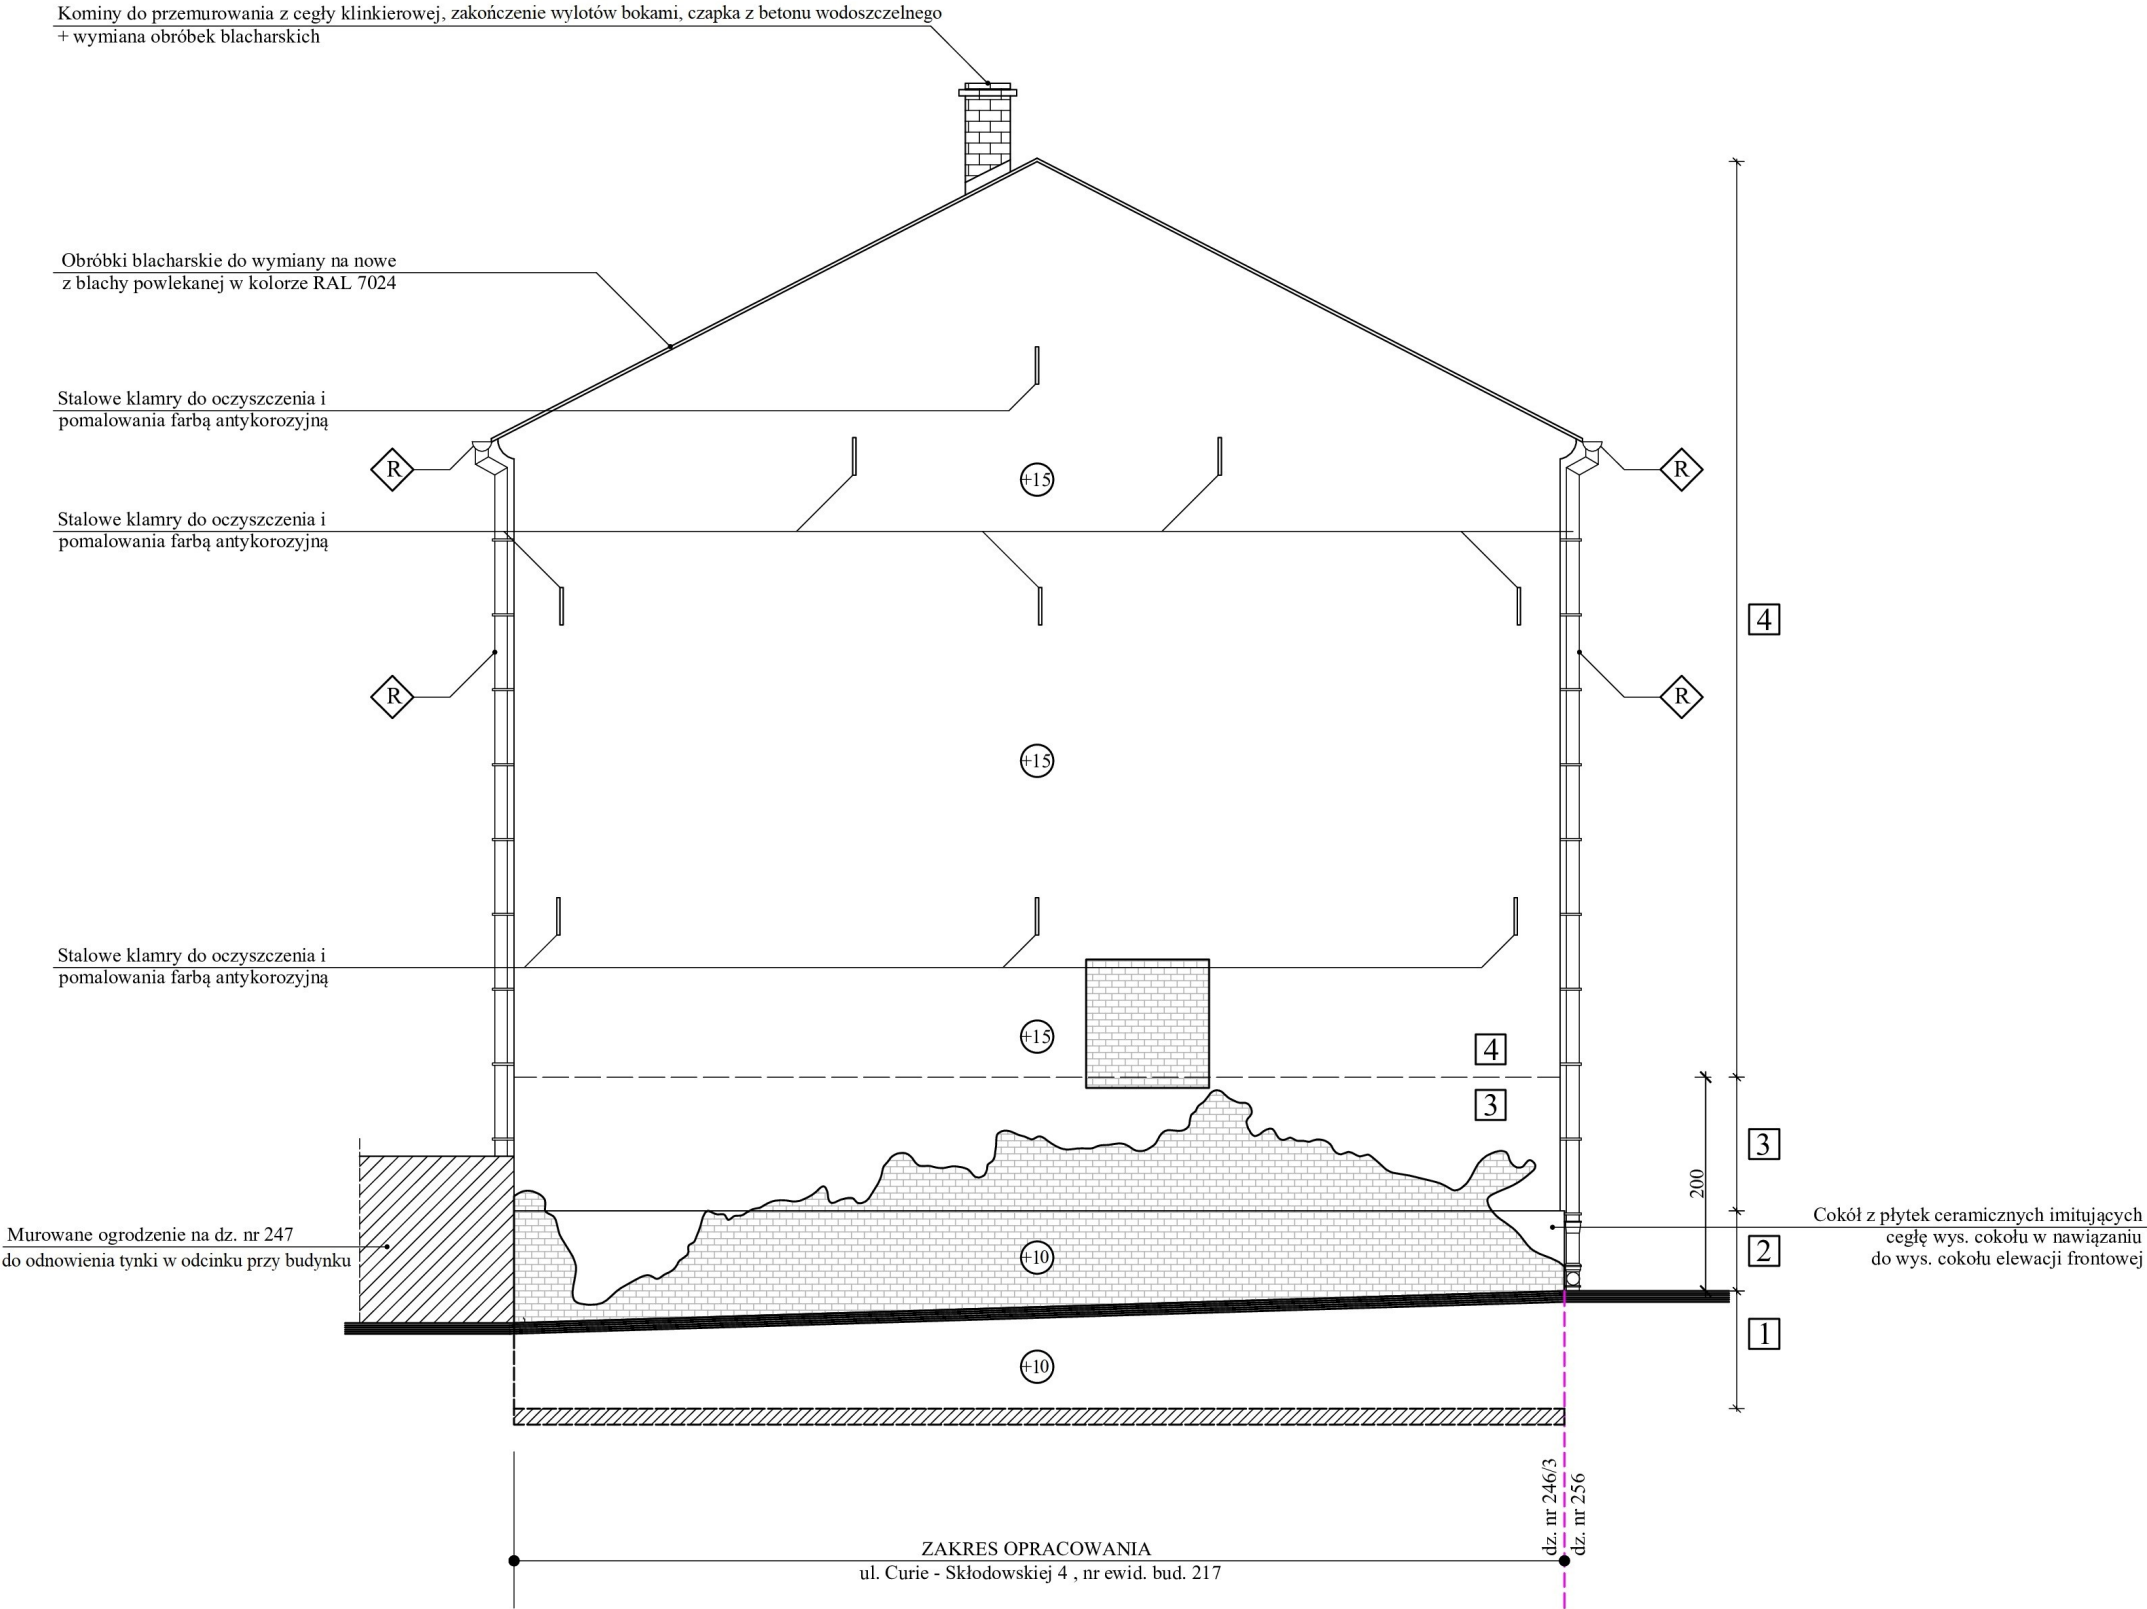 Kominy do przemurowania z cegły klinkierowej, zakończenie wylotów bokami, czapka z betonu wodoszczelnego
+ wymiana obróbek blacharskich
Obróbki blacharskie do wymiany na nowe
z blachy powlekanej w kolorze RAL 7024
Stalowe klamry do oczyszczenia i
pomalowania farbą antykorozyjną
R
R
+15
Stalowe klamry do oczyszczenia i
pomalowania farbą antykorozyjną
4
R
R
+15
Stalowe klamry do oczyszczenia i
pomalowania farbą antykorozyjną
+15
4
3
3
200
Murowane ogrodzenie na dz. nr 247
do odnowienia tynki w odcinku przy budynku
Cokół z płytek ceramicznych imitujących
cegłę wys. cokołu w nawiązaniu
do wys. cokołu elewacji frontowej
+10
2
1
+10
dz. nr 246/3
dz. nr 256
ZAKRES OPRACOWANIA
ul. Curie - Skłodowskiej 4 , nr ewid. bud. 217